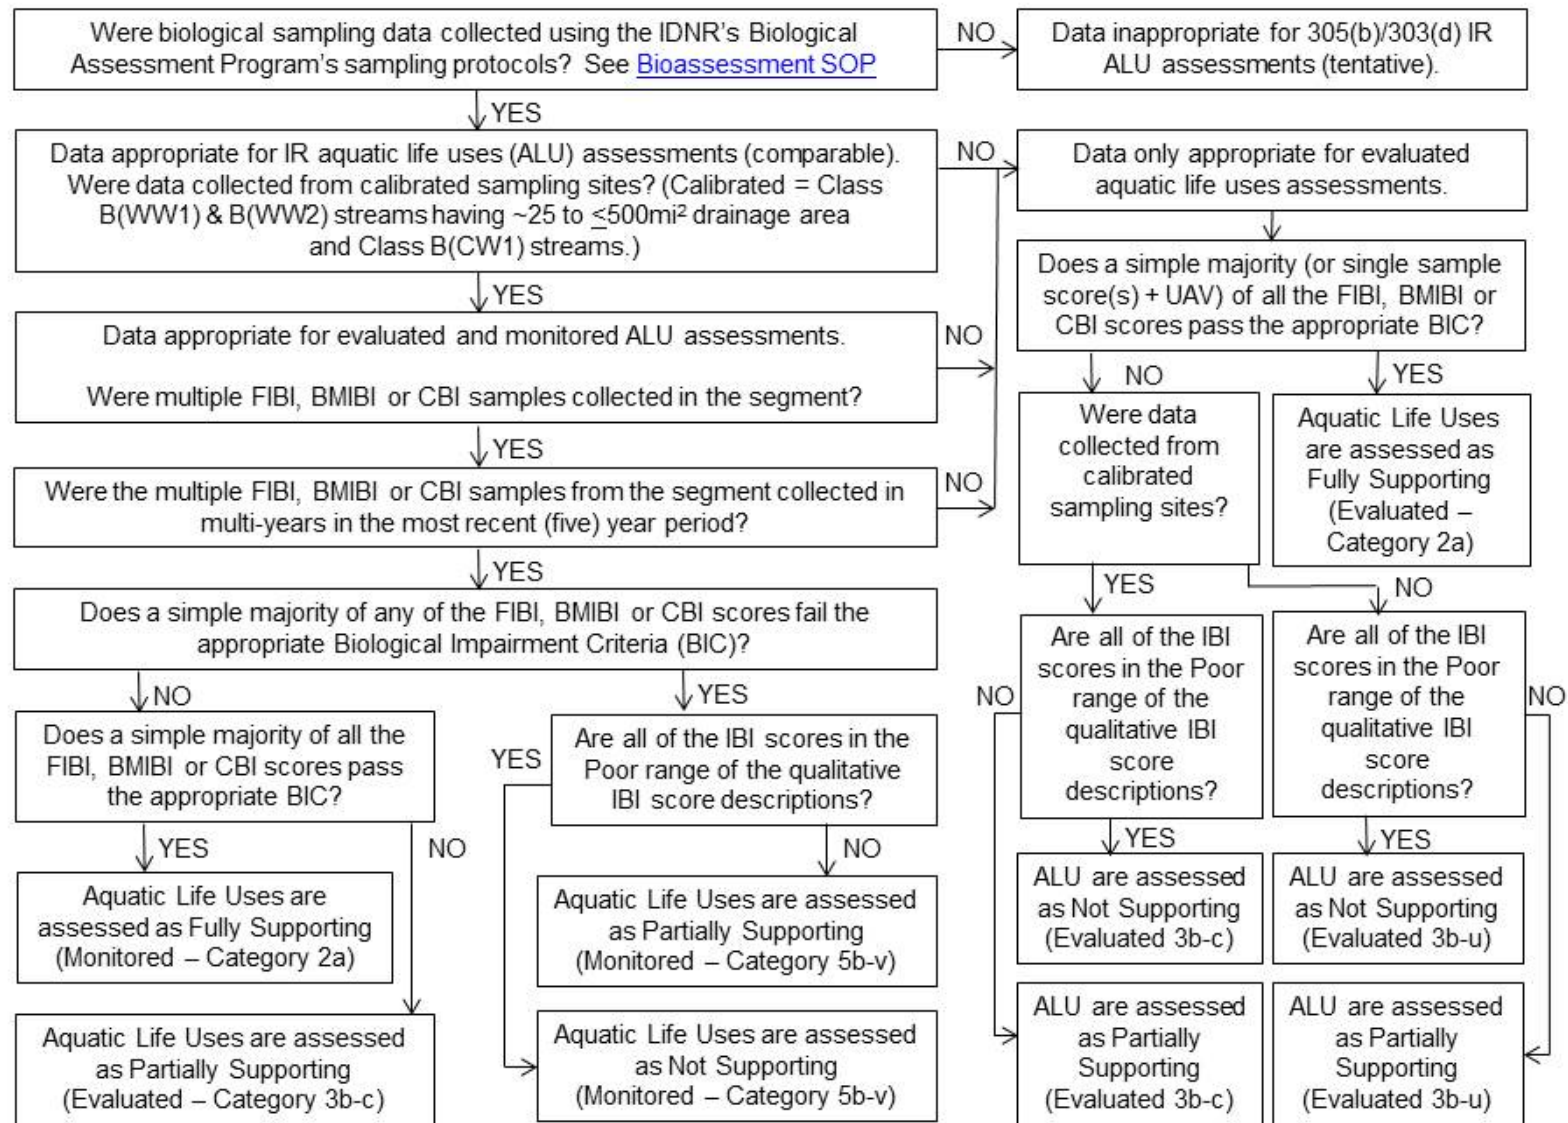 Were biological sampling data collected using the IDNR's Biological
Assessment Program's sampling protocols? See Bioassessment SOP
NO
Data inappropriate for 305(b)/303(d) IR
ALU assessments (tentative).
YES
Data appropriate for IR aquatic life uses (ALU) assessments (comparable).
Were data collected from calibrated sampling sites? (Calibrated = Class
B(WW1) & B(WW2) streams having ~25 to ≤500mi² drainage area
and Class B(CW1) streams.)
NO
Data only appropriate for evaluated
aquatic life uses assessments.
YES
Data appropriate for evaluated and monitored ALU assessments.
Were multiple FIBI, BMIBI or CBI samples collected in the segment?
NO
Does a simple majority (or single sample
score(s) + UAV) of all the FIBI, BMIBI or
CBI scores pass the appropriate BIC?
YES
Were the multiple FIBI, BMIBI or CBI samples from the segment collected in
multi-years in the most recent (five) year period?
NO
NO
Were data
collected from
calibrated
sampling sites?
YES
Aquatic Life Uses
are assessed as
Fully Supporting
(Evaluated –
Category 2a)
YES
Does a simple majority of any of the FIBI, BMIBI or CBI scores fail the
appropriate Biological Impairment Criteria (BIC)?
NO
Does a simple majority of all the
FIBI, BMIBI or CBI scores pass
the appropriate BIC?
YES
Are all of the IBI scores in the
Poor range of the qualitative
IBI score descriptions?
YES
Are all of the IBI
scores in the Poor
range of the
qualitative IBI
score
descriptions?
NO
Are all of the IBI
scores in the Poor
range of the
qualitative IBI
score
descriptions?
YES
Aquatic Life Uses are
assessed as Fully Supporting
(Monitored – Category 2a)
NO
Aquatic Life Uses are assessed
as Partially Supporting
(Evaluated – Category 3b-c)
YES
NO
Aquatic Life Uses are assessed
as Partially Supporting
(Monitored – Category 5b-v)
Aquatic Life Uses are assessed
as Not Supporting
(Monitored – Category 5b-v)
NO
YES
ALU are assessed
as Not Supporting
(Evaluated 3b-c)
ALU are assessed
as Partially
Supporting
(Evaluated 3b-c)
YES
NO
ALU are assessed
as Not Supporting
(Evaluated 3b-u)
ALU are assessed
as Partially
Supporting
(Evaluated 3b-u)